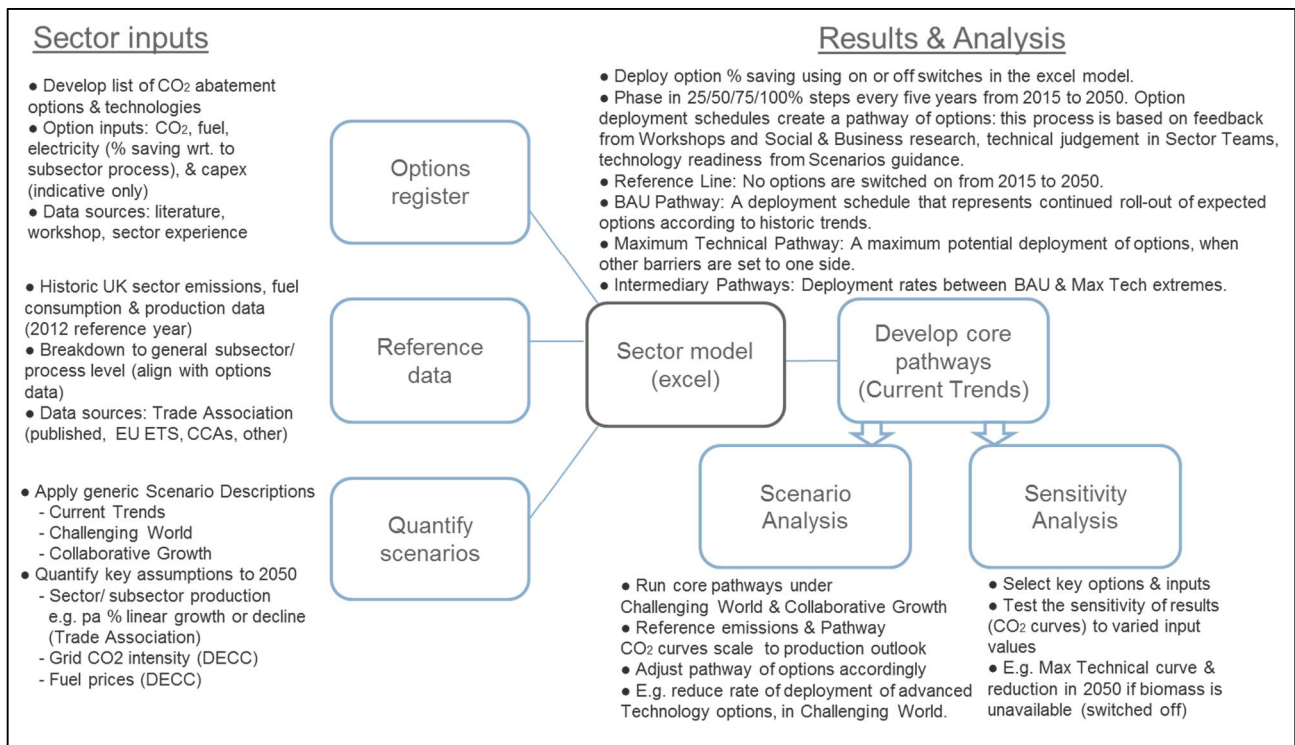 Sector inputs
● Develop list of CO2 abatement
options & technologies
● Option inputs: CO2, fuel,
electricity (% saving wrt. to
subsector process), & capex
(indicative only)
● Data sources: literature,
workshop, sector experience
● Historic UK sector emissions, fuel
consumption & production data
(2012 reference year)
● Breakdown to general subsector/
process level (align with options
data)
● Data sources: Trade Association
(published, EU ETS, CCAs, other)
● Apply generic Scenario Descriptions
- Current Trends
- Challenging World
- Collaborative Growth
● Quantify key assumptions to 2050
- Sector/ subsector production
e.g. pa % linear growth or decline
(Trade Association)
- Grid CO2 intensity (DECC)
- Fuel prices (DECC)
Options
register
Reference
data
Quantify
scenarios
Sector model
(excel)
Results & Analysis
● Deploy option % saving using on or off switches in the excel model.
● Phase in 25/50/75/100% steps every five years from 2015 to 2050. Option
deployment schedules create a pathway of options: this process is based on feedback
from Workshops and Social & Business research, technical judgement in Sector Teams,
technology readiness from Scenarios guidance.
● Reference Line: No options are switched on from 2015 to 2050.
● BAU Pathway: A deployment schedule that represents continued roll-out of expected
options according to historic trends.
● Maximum Technical Pathway: A maximum potential deployment of options, when
other barriers are set to one side.
● Intermediary Pathways: Deployment rates between BAU & Max Tech extremes.
Develop core
pathways
(Current Trends)
Scenario
Analysis
Sensitivity
Analysis
● Run core pathways under
Challenging World & Collaborative Growth
● Reference emissions & Pathway
CO2 curves scale to production outlook
● Adjust pathway of options accordingly
● E.g. reduce rate of deployment of advanced
Technology options, in Challenging World.
● Select key options & inputs
● Test the sensitivity of results
(CO2 curves) to varied input
values
● E.g. Max Technical curve &
reduction in 2050 if biomass is
unavailable (switched off)